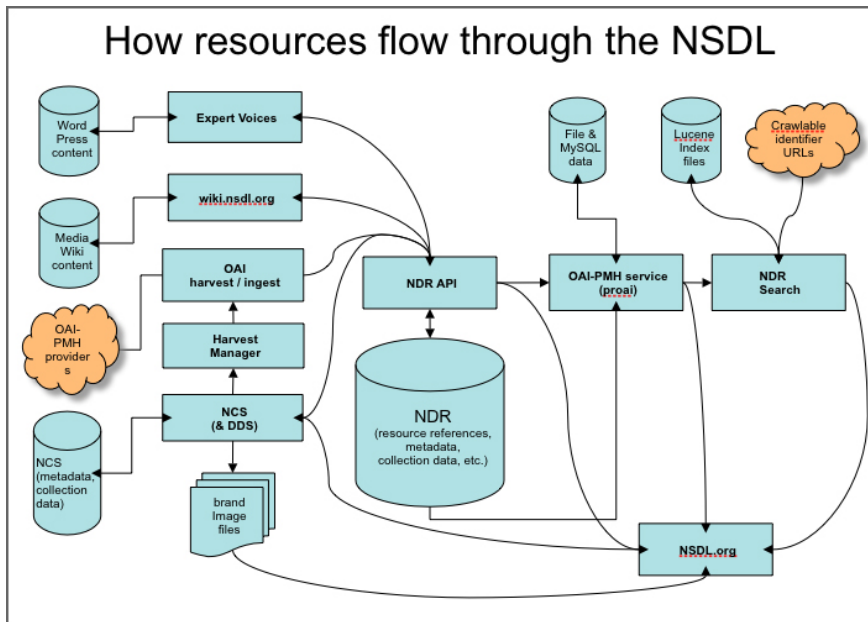 How resources flow through the NSDL
Word
Press
content
Expert Voices
File &
MySQL
data
Lucene
Index
files
Crawlable
identifier
URLs
Media
Wiki
content
wiki.nsdl.org
OAI
harvest / ingest
NDR API
OAI-PMH service
(proai)
NDR
Search
OAI-
PMH
provider
s
Harvest
Manager
NCS
(& DDS)
NDR
(resource references,
metadata,
collection data, etc.)
NCS
(metadata,
collection
data)
brand
Image
files
NSDL.org